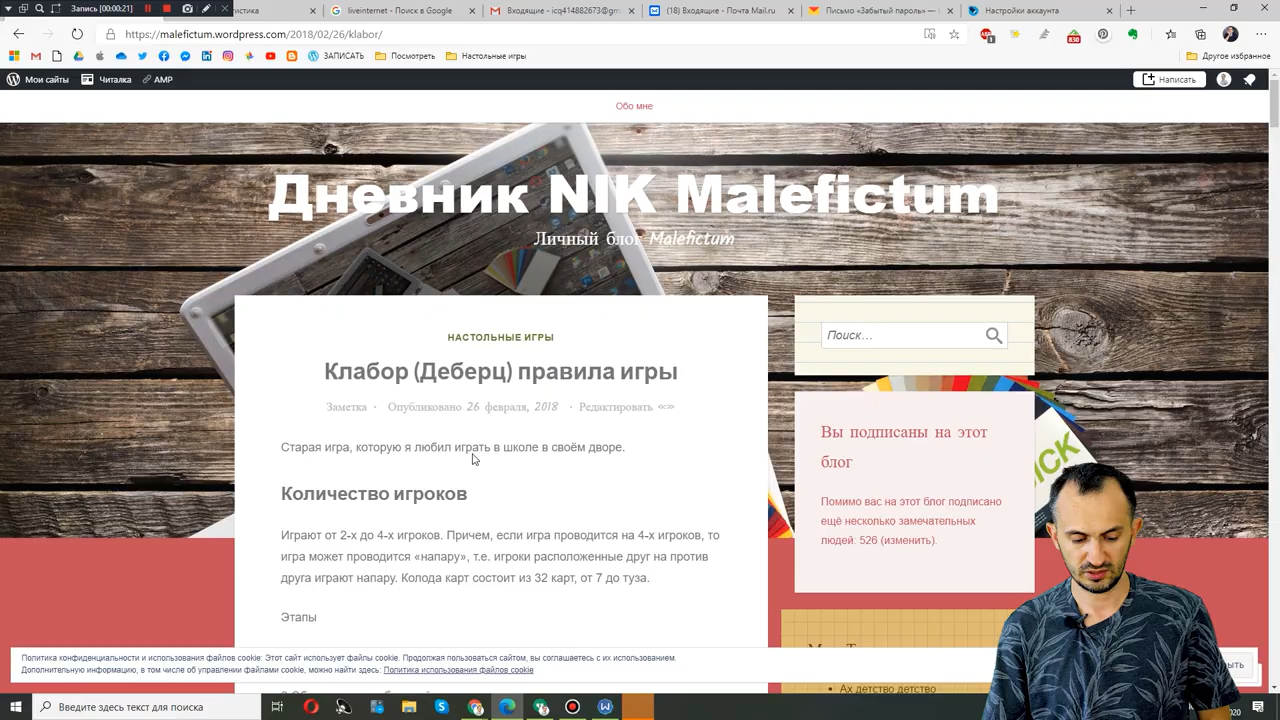 Запись [00:00:21]
истика
liveinternet - Поиск в Google
Входящие - icq414882673@gm
(18) Входящие - Почта Mail.ru
Письмо «Забытый пароль» —
Настройки аккаунта
https://malefictum.wordpress.com/2018/02/26/klabor/
830
ЗАПИСАТЬ
Посмотреть
Настольные игры
Другое избранное
Мои сайты
Читалка
AMP
Написать
Обо мне
Дневник NIK Malefictum
Личный блог Malefictum
НАСТОЛЬНЫЕ ИГРЫ
Клабор (Деберц) правила игры
Заметка · Опубликовано 26 февраля, 2018 · Редактировать
Старая игра, которую я любил играть в школе в своём дворе.
Количество игроков
Играют от 2-х до 4-х игроков. Причем, если игра проводится на 4-х игроков, то
игра может проводится «напару», т.е. игроки расположенные друг на против
друга играют напару. Колода карт состоит из 32 карт, от 7 до туза.
Этапы
Поиск…
Вы подписаны на этот
блог
Помимо вас на этот блог подписано
ещё несколько замечательных
людей: 526 (изменить).
Ах детство детство
Политика конфиденциальности и использования файлов cookie: Этот сайт использует файлы cookie. Продолжая пользоваться сайтом, вы соглашаетесь с их использованием.
Дополнительную информацию, в том числе об управлении файлами cookie, можно найти здесь: Политика использования файлов cookie
Введите здесь текст для поиска